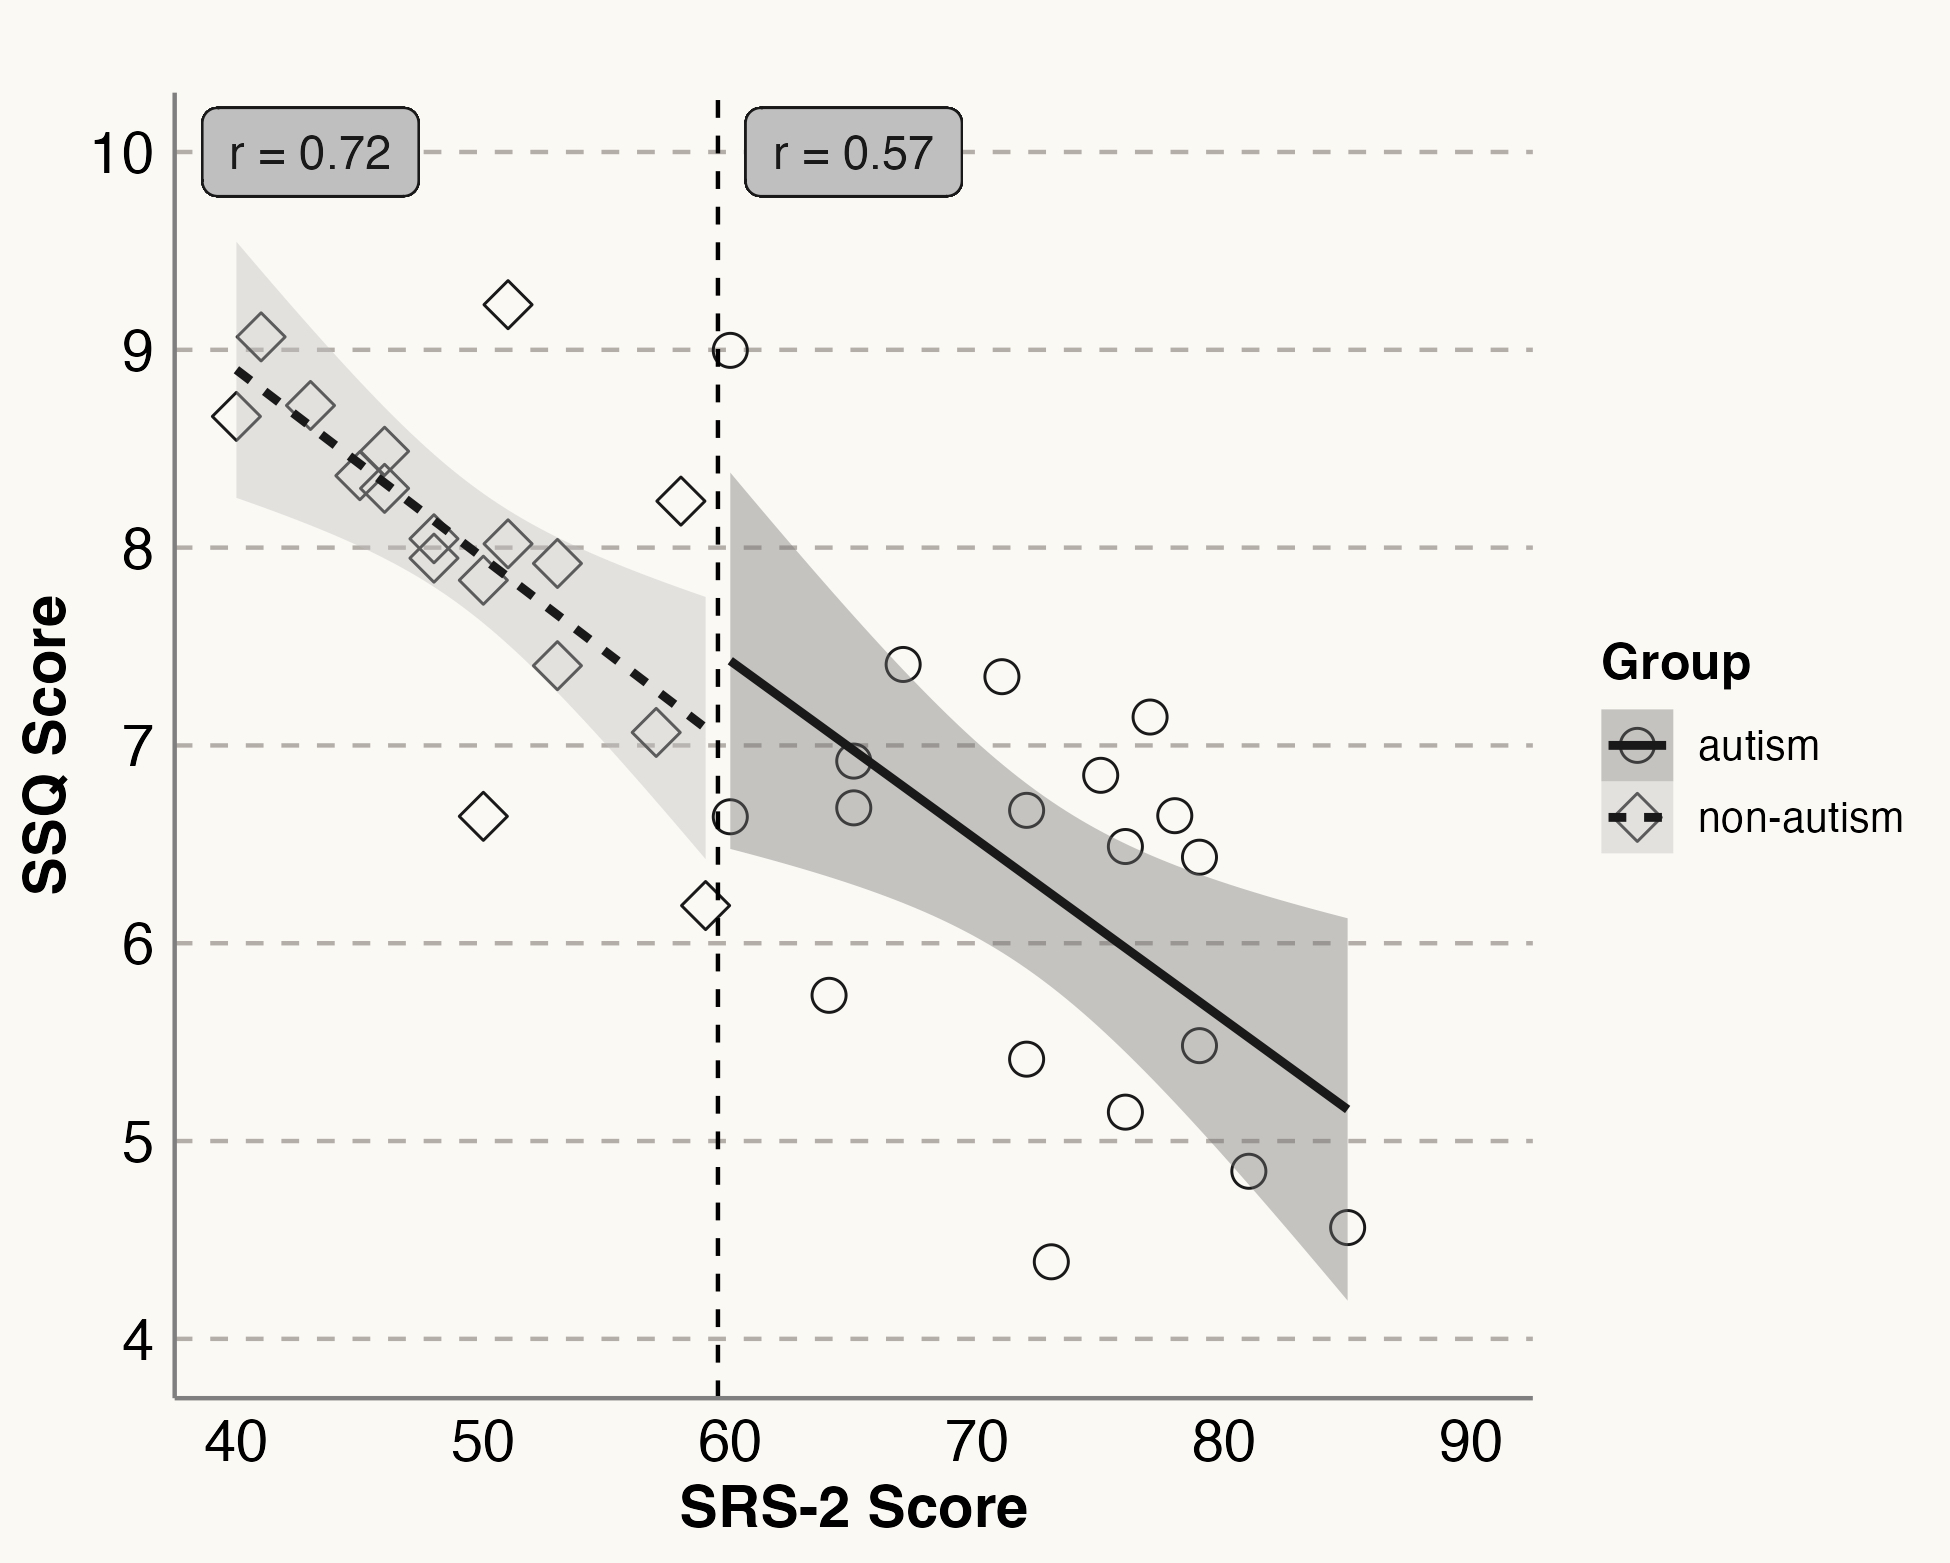 r = 0.72
r = 0.57
10
9
8
7
6
5
4
SSQ Score
40 50 60 70 80 90
SRS-2 Score
Group
autism
non-autism